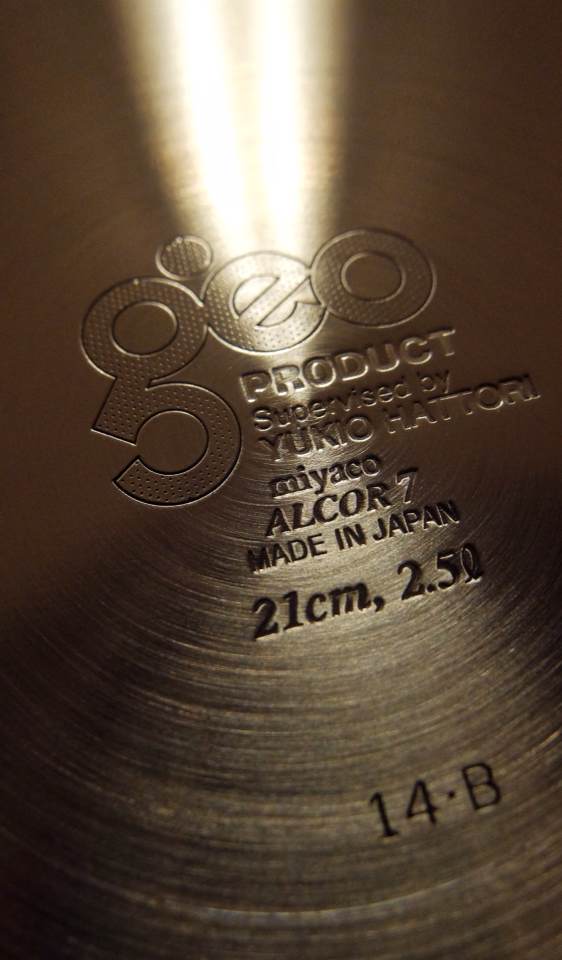 geo
PRODUCT
Supervised by
YUKIO HATTORI
miyaco
ALCOR 7
MADE IN JAPAN
21cm, 2.5ℓ
14·B